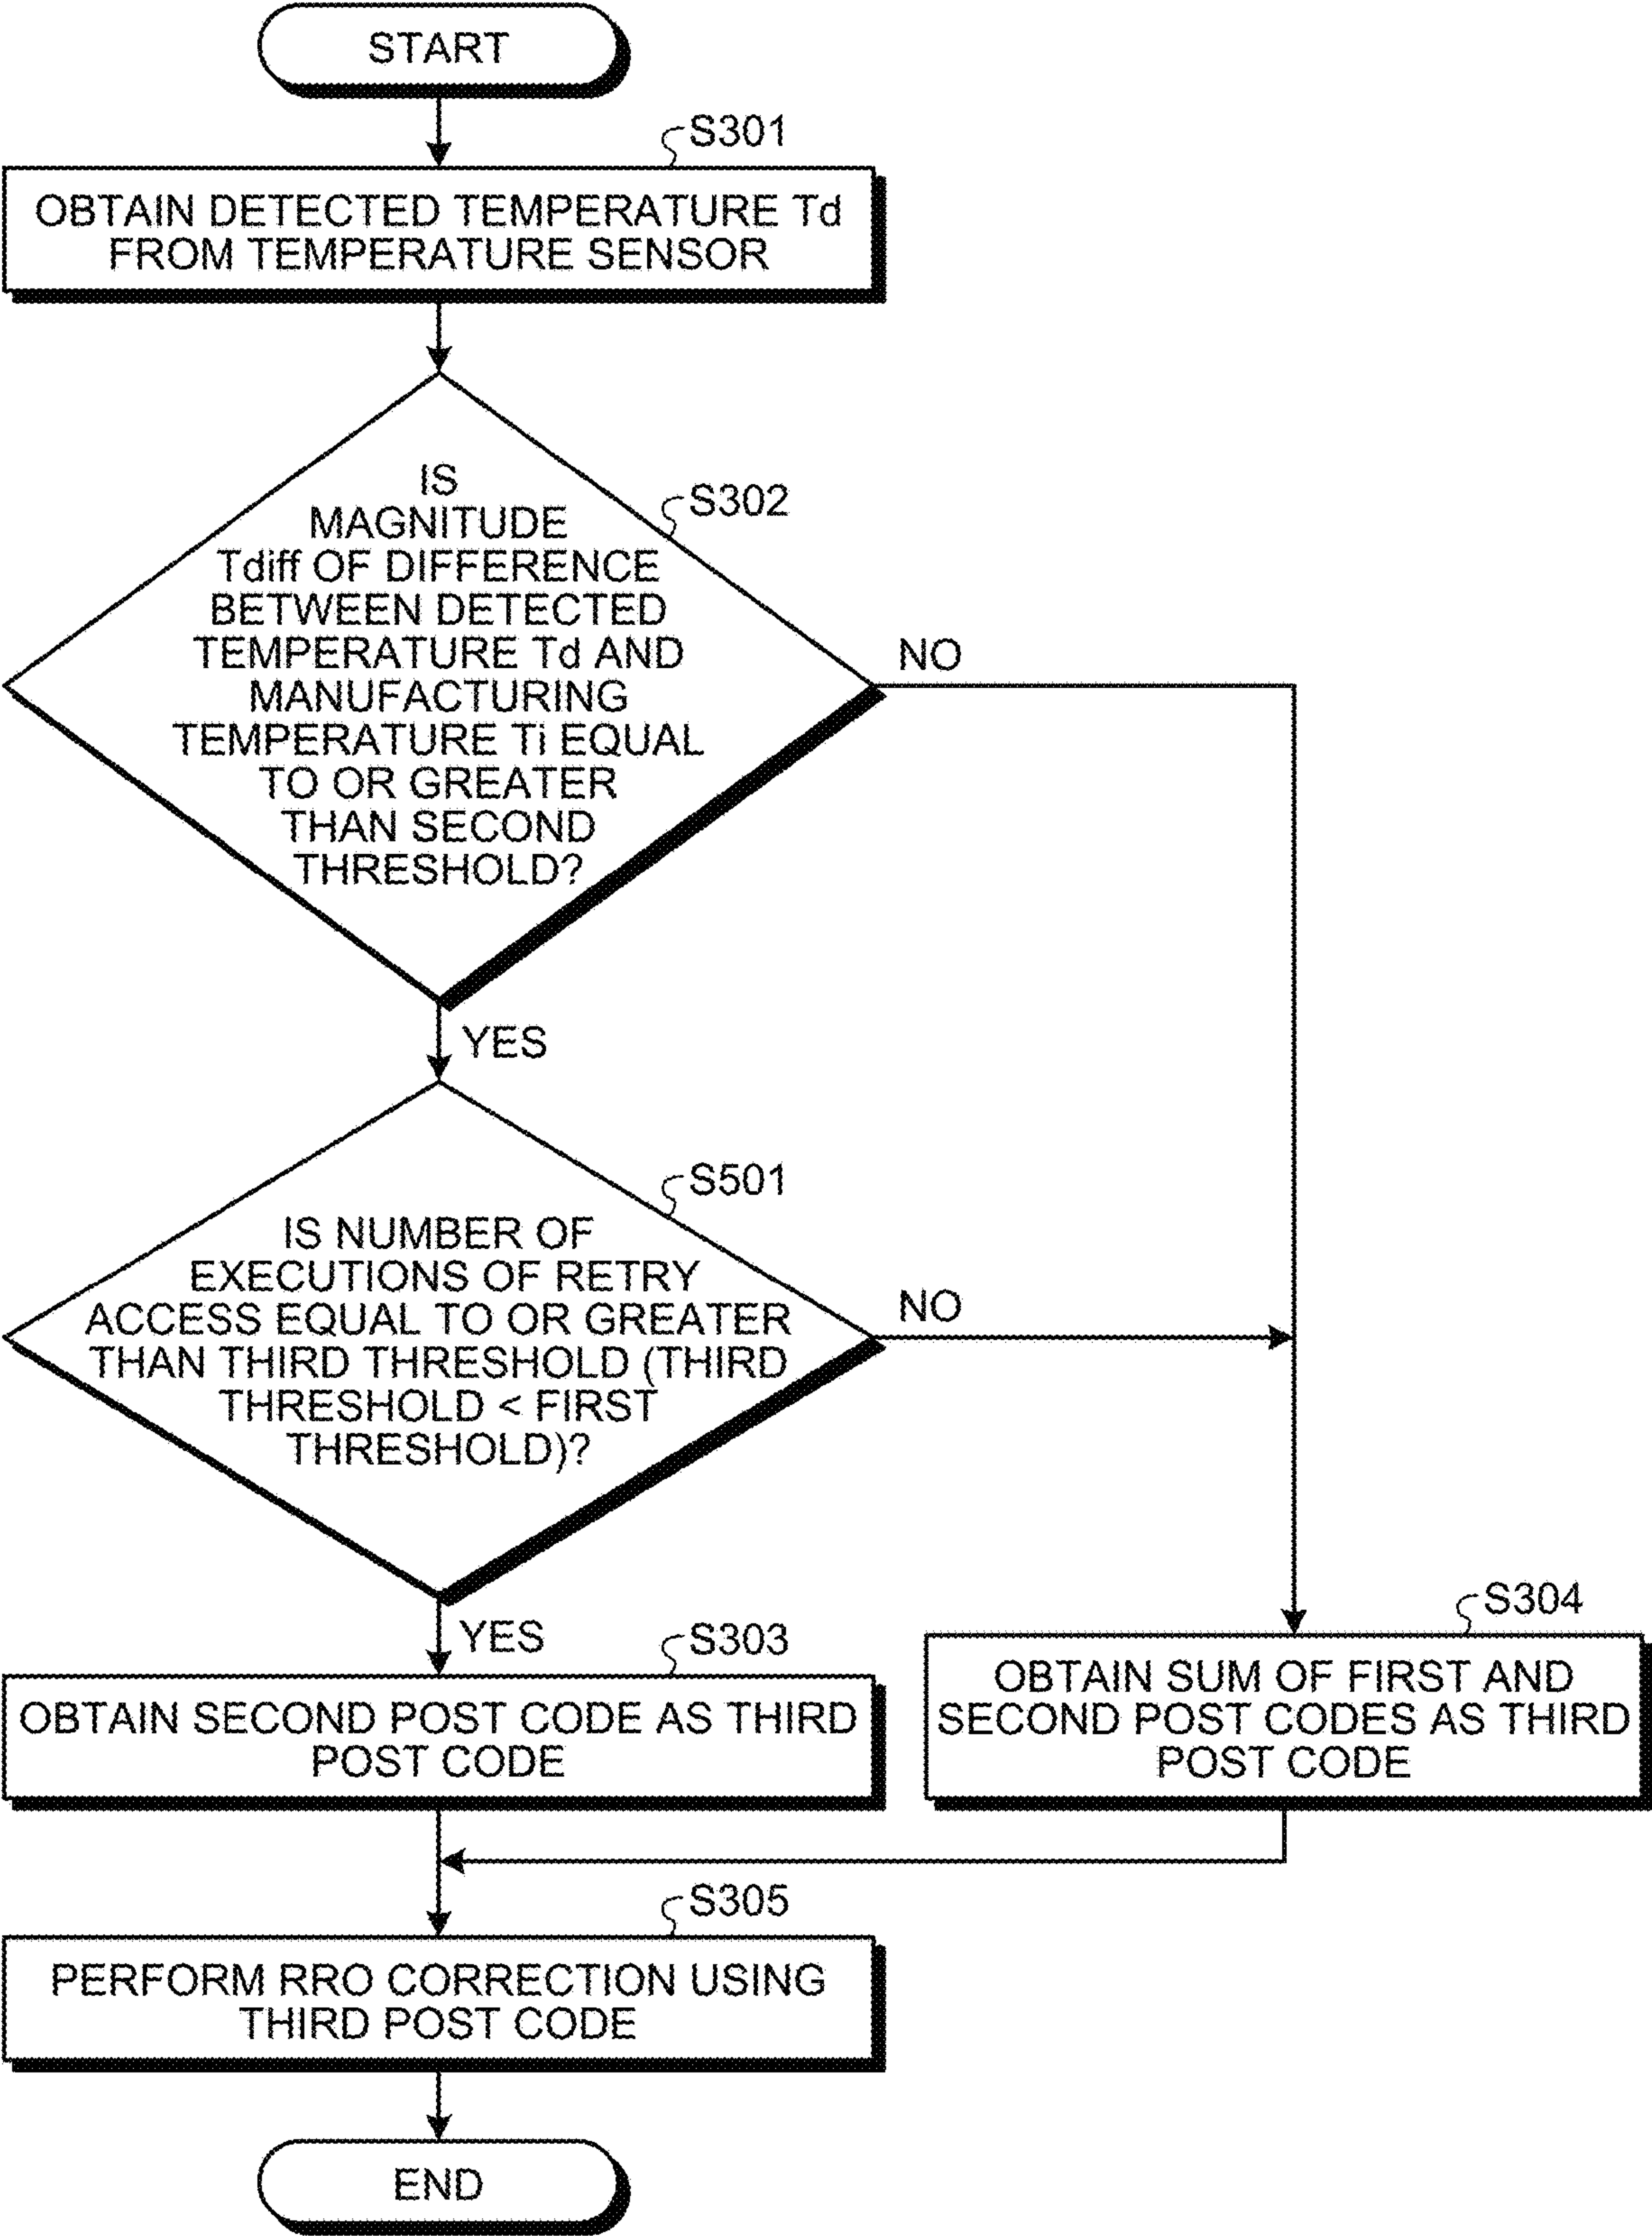 START
S301
OBTAIN DETECTED TEMPERATURE Td
FROM TEMPERATURE SENSOR
S302
IS
MAGNITUDE
Tdiff OF DIFFERENCE
BETWEEN DETECTED
TEMPERATURE Td AND
MANUFACTURING
TEMPERATURE Ti EQUAL
TO OR GREATER
THAN SECOND
THRESHOLD?
NO
YES
S501
IS NUMBER OF
EXECUTIONS OF RETRY
ACCESS EQUAL TO OR GREATER
THAN THIRD THRESHOLD (THIRD
THRESHOLD < FIRST
THRESHOLD)?
NO
YES
S303
OBTAIN SECOND POST CODE AS THIRD
POST CODE
S304
OBTAIN SUM OF FIRST AND
SECOND POST CODES AS THIRD
POST CODE
S305
PERFORM RRO CORRECTION USING
THIRD POST CODE
END